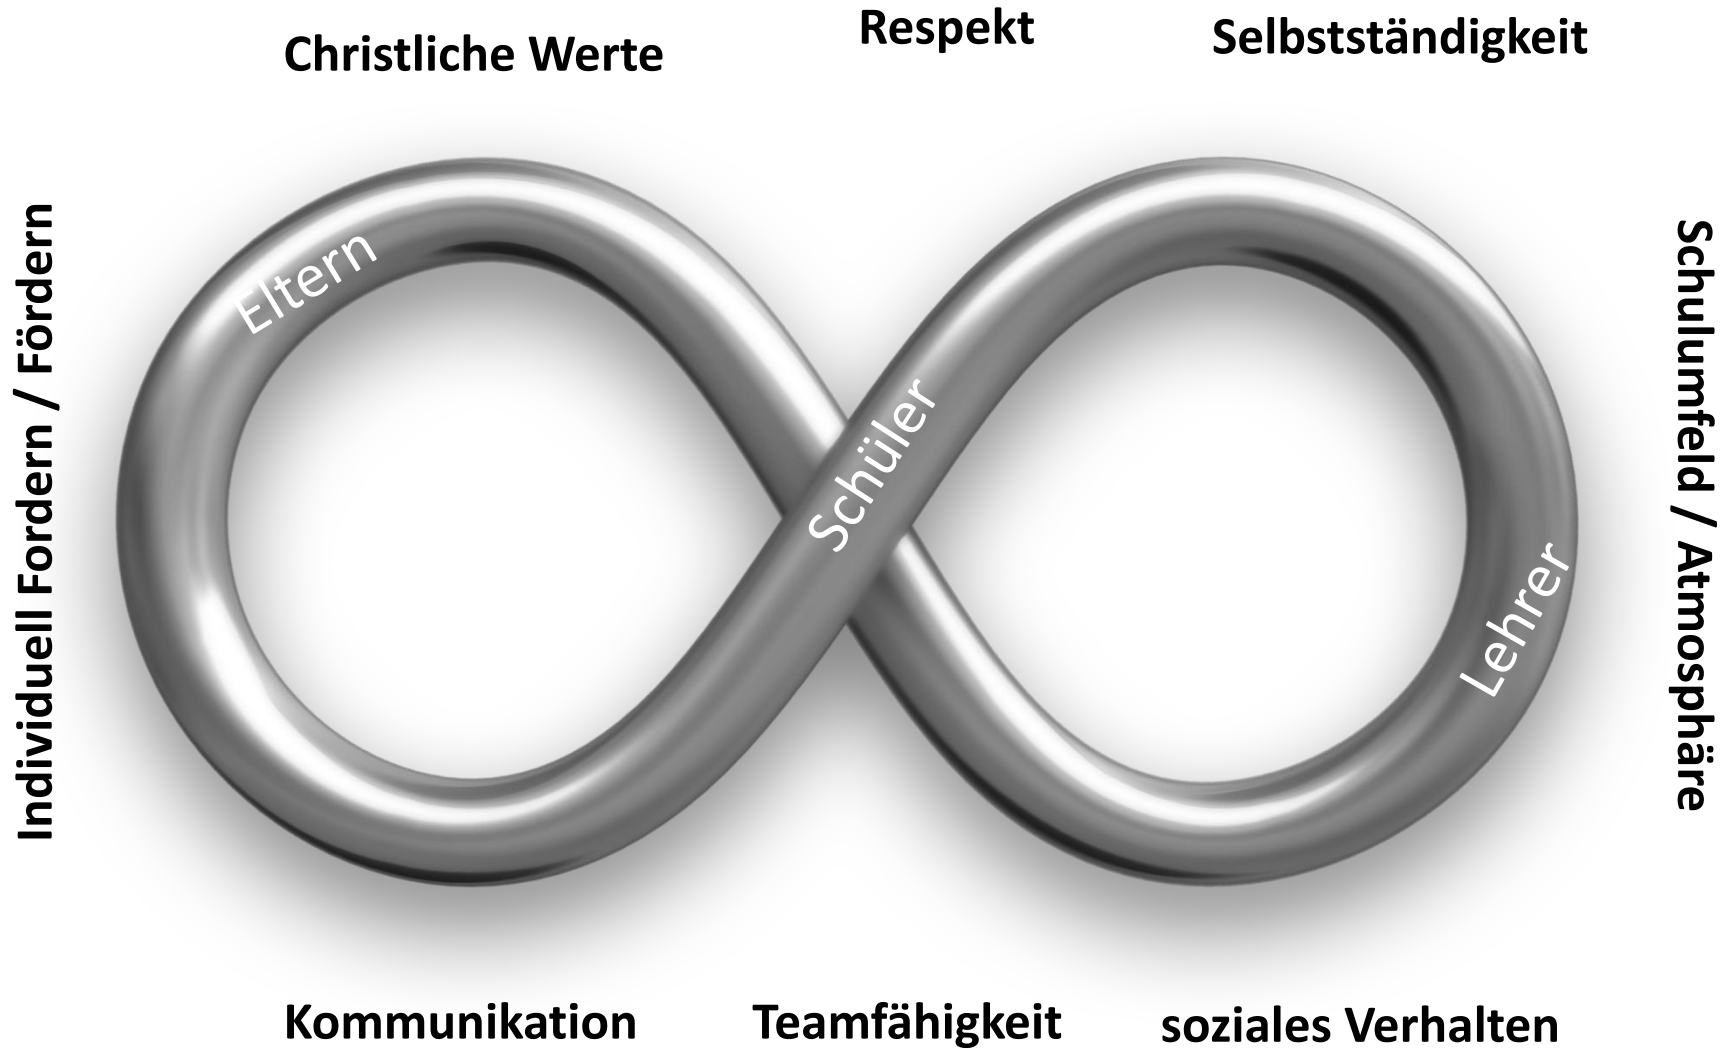 Respekt
Christliche Werte
Selbstständigkeit
Individuell Fordern / Fördern
Eltern
Schüler
Lehrer
Schulumfeld / Atmosphäre
Kommunikation
Teamfähigkeit
soziales Verhalten